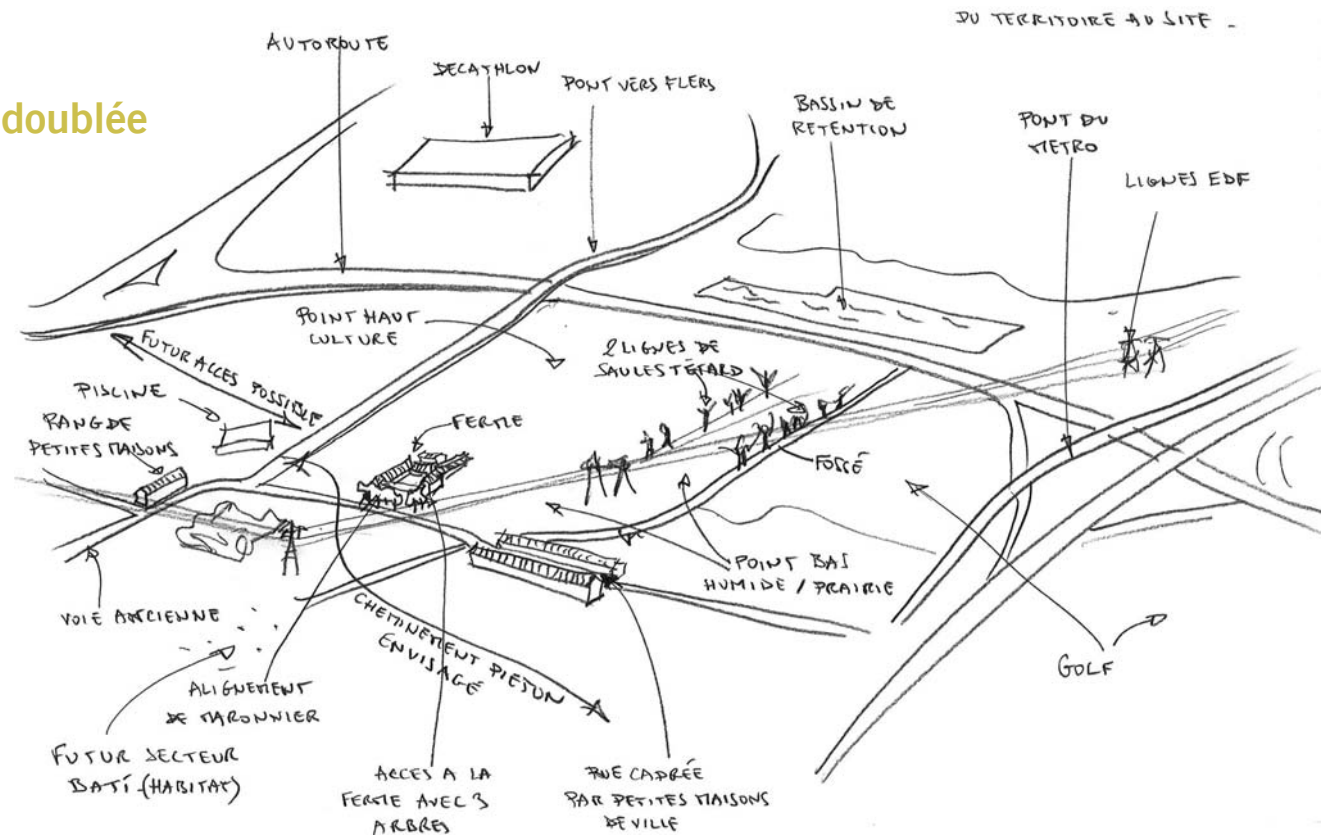 DU TERRITOIRE AU SITE -
AUTOROUTE
DECATHLON
PONT VERS FLERS
doublée
BASSIN DE
RETENTION
PONT DU
METRO
LIGNES EDF
POINT HAUT
CULTURE
2 LIGNES DE
SAULES TÉTARD
FUTUR ACCES POSSIBLE
PISCINE
RANG DE
PETITES MAISONS
FERME
FOSSÉ
POINT BAS
HUMIDE / PRAIRIE
VOIE ANCIENNE
CHEMINEMENT PIETON
ENVISAGÉ
GOLF
ALIGNEMENT
DE MARONNIER
FUTUR SECTEUR
BATÍ (HABITAT)
ACCES A LA
FERME AVEC 3
ARBRES
RUE CADRÉE
PAR PETITES MAISONS
DE VILLE